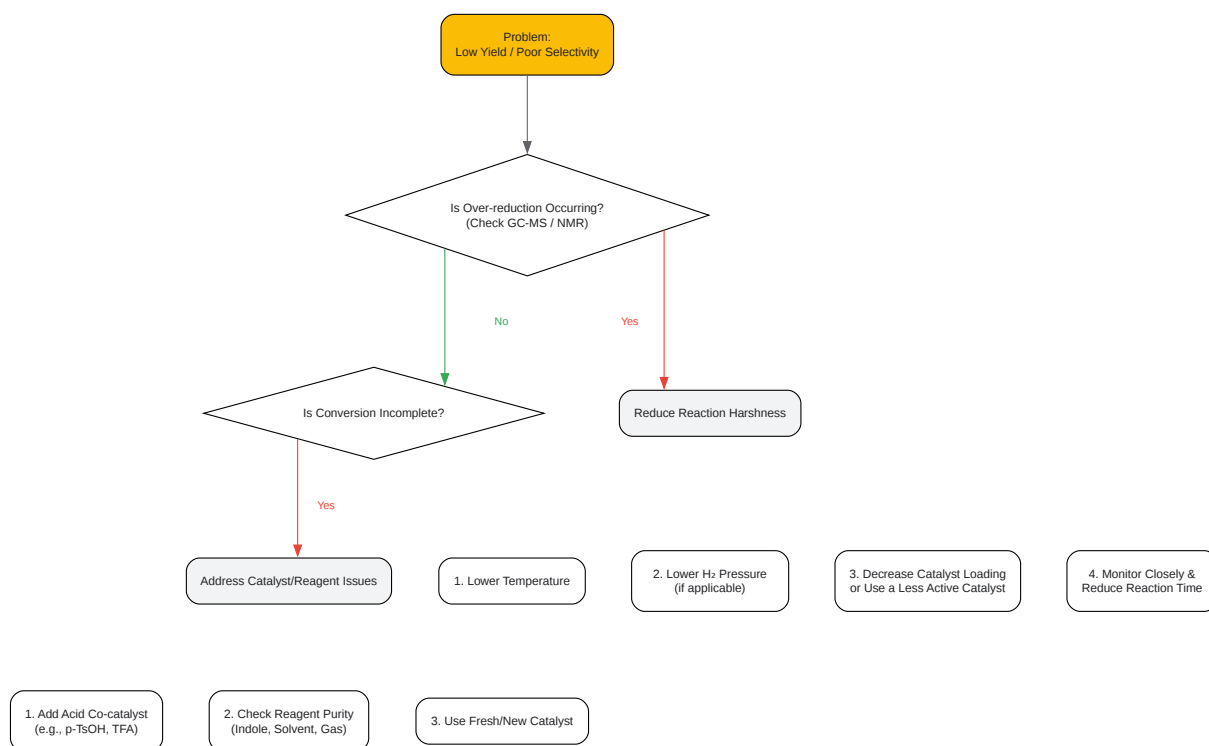 Problem:
Low Yield / Poor Selectivity
Is Over-reduction Occurring?
(Check GC-MS / NMR)
No
Yes
Is Conversion Incomplete?
Reduce Reaction Harshness
Yes
Address Catalyst/Reagent Issues
1. Lower Temperature
2. Lower H₂ Pressure
(if applicable)
3. Decrease Catalyst Loading
or Use a Less Active Catalyst
4. Monitor Closely &
Reduce Reaction Time
1. Add Acid Co-catalyst
(e.g., p-TsOH, TFA)
2. Check Reagent Purity
(Indole, Solvent, Gas)
3. Use Fresh/New Catalyst